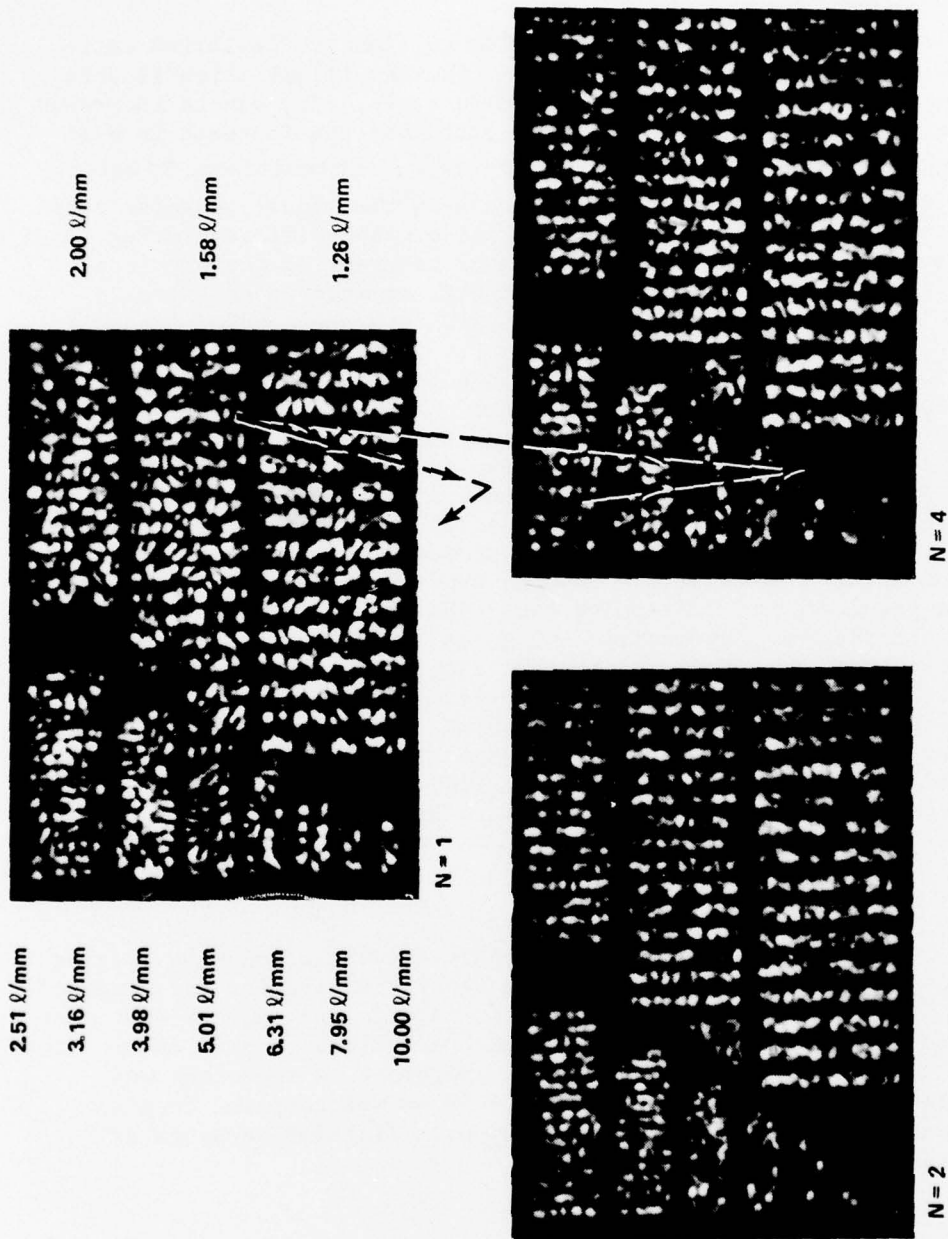 2.51 ℓ/mm
3.16 ℓ/mm
3.98 ℓ/mm
5.01 ℓ/mm
6.31 ℓ/mm
7.95 ℓ/mm
10.00 ℓ/mm
2.00 ℓ/mm
1.58 ℓ/mm
1.26 ℓ/mm
N = 1
N = 2
N = 4